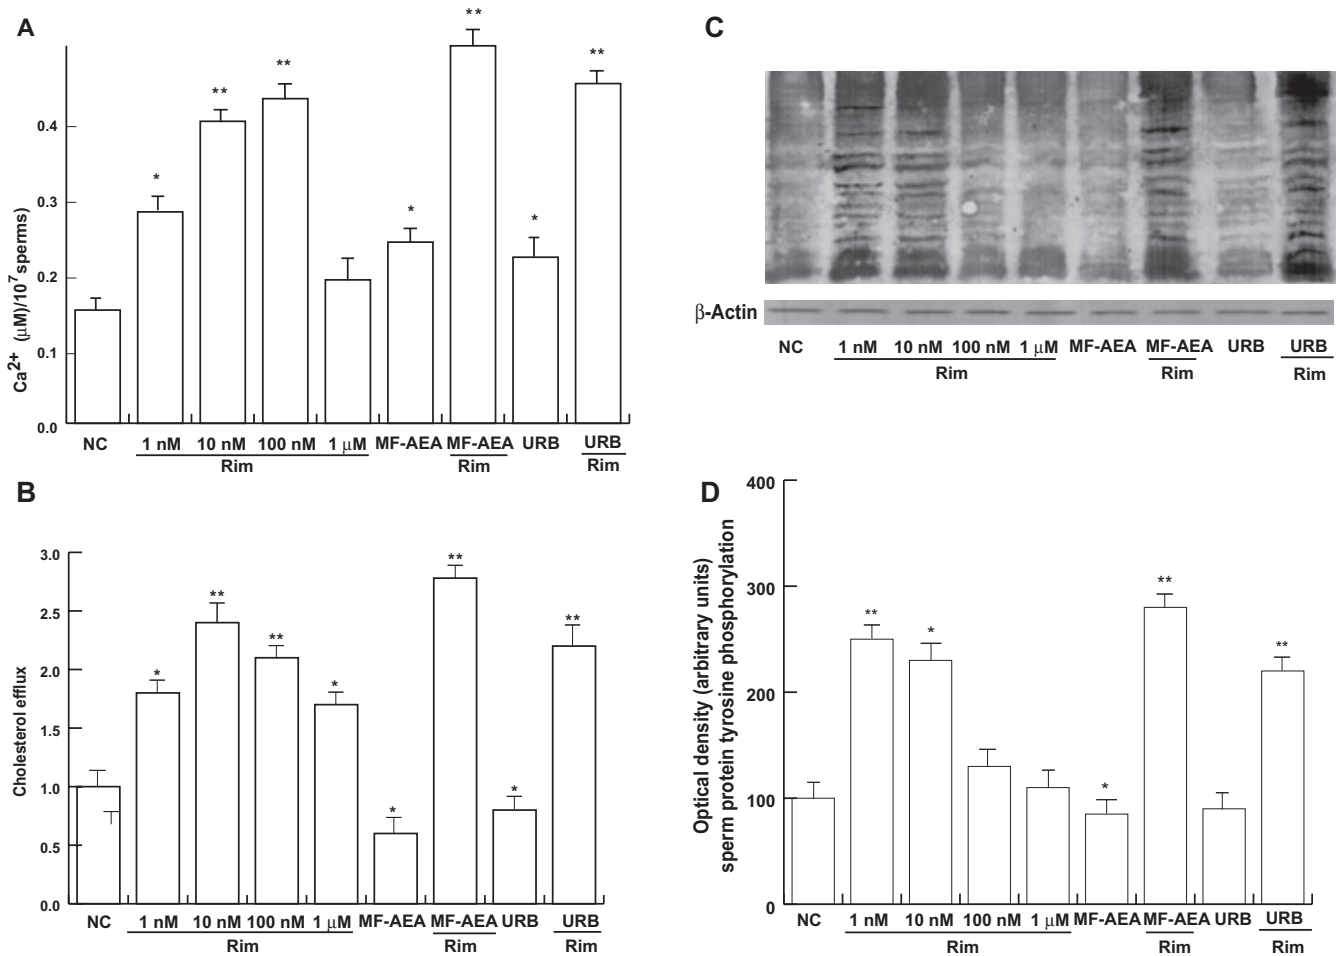 A
Ca2+ (μM)/10⁷ sperms)
** **
** **
*
* *
0.4
0.3
0.2
0.1
0.0
NC 1 nM 10 nM 100 nM 1 μM MF-AEA MF-AEA URB URB
Rim Rim Rim
B
Cholesterol efflux
3.0
2.5
2.0
1.5
1.0
0.5
0.0
* ** ** * * ** * **
NC 1 nM 10 nM 100 nM 1 μM MF-AEA MF-AEA URB URB
Rim Rim Rim
C
β-Actin
NC 1 nM 10 nM 100 nM 1 μM MF-AEA MF-AEA URB URB
Rim Rim Rim
D
Optical density (arbitrary units)
sperm protein tyrosine phosphorylation
400
300
200
100
0
** * * ** **
NC 1 nM 10 nM 100 nM 1 μM MF-AEA MF-AEA URB URB
Rim Rim Rim